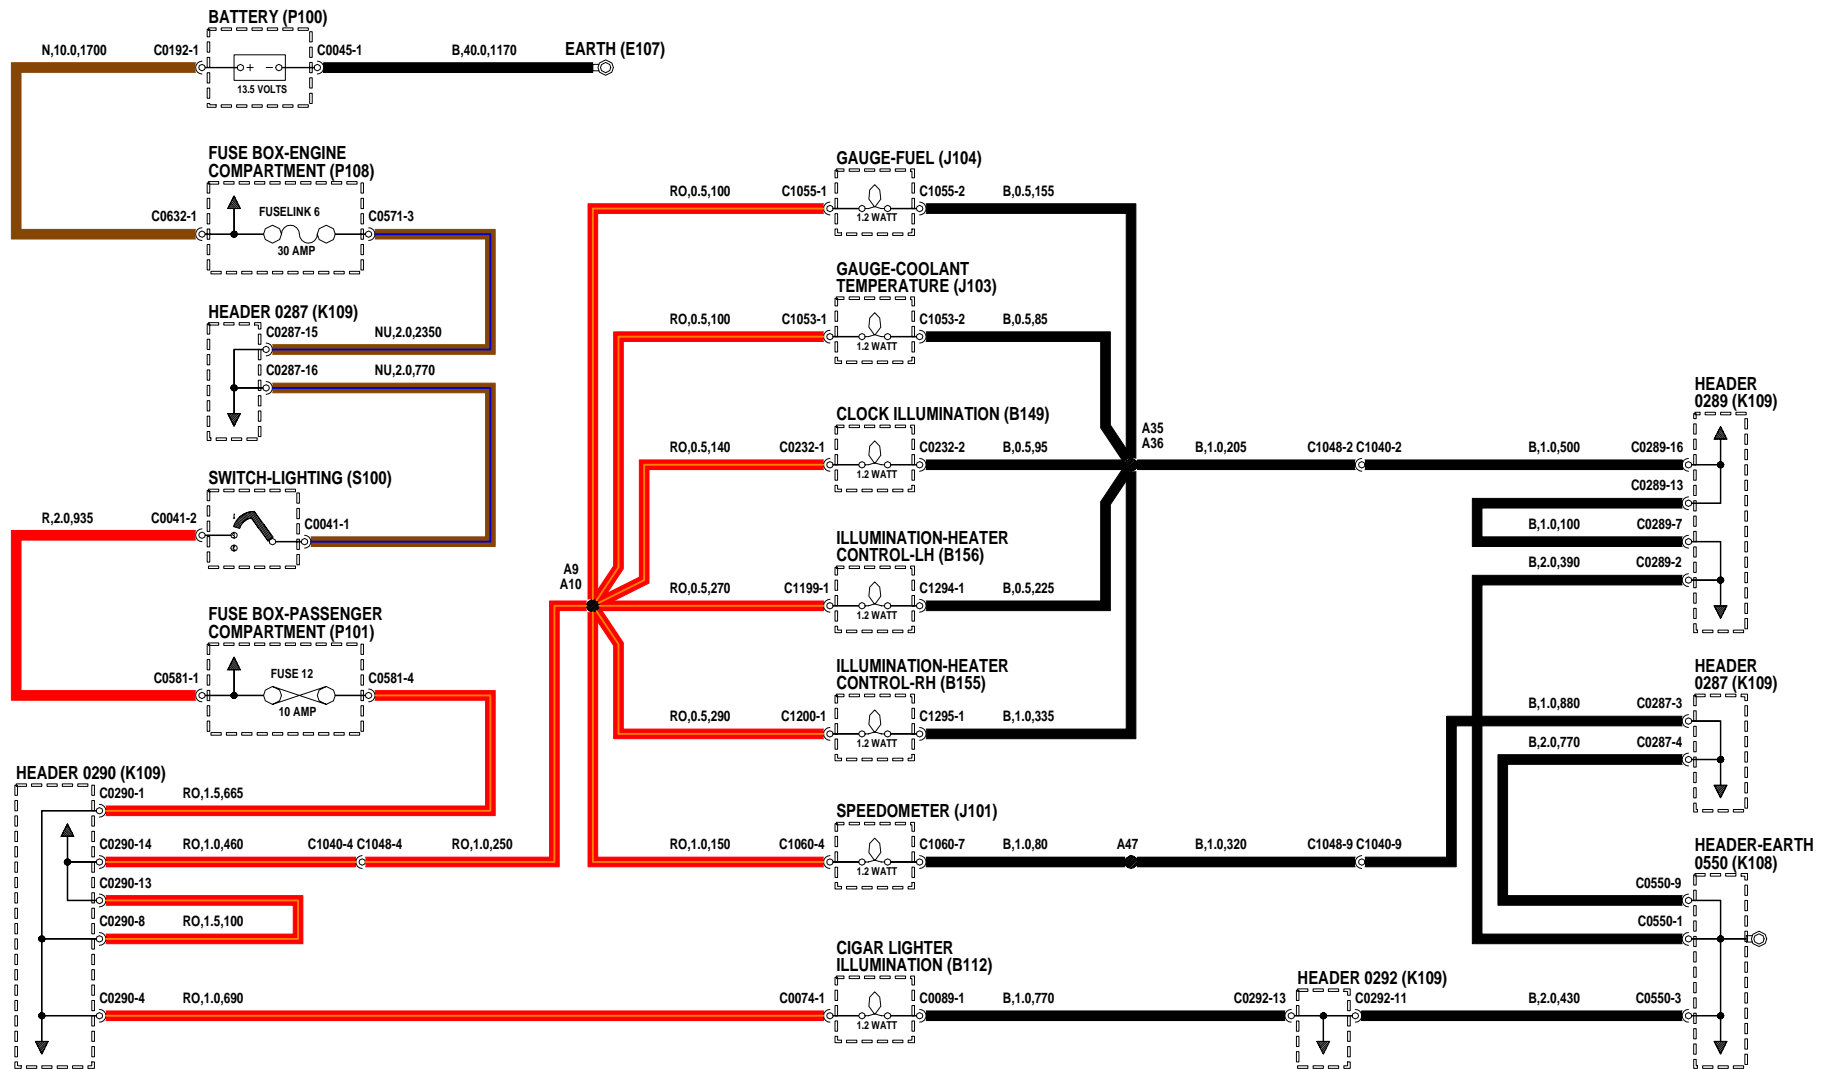 BATTERY (P100)
N,10.0,1700
C0192-1
C0045-1
B,40.0,1170
EARTH (E107)
+ -
13.5 VOLTS
FUSE BOX-ENGINE
COMPARTMENT (P108)
C0632-1
FUSELINK 6
C0571-3
30 AMP
HEADER 0287 (K109)
C0287-15
NU,2.0,2350
C0287-16
NU,2.0,770
SWITCH-LIGHTING (S100)
R,2.0,935
C0041-2
C0041-1
FUSE BOX-PASSENGER
COMPARTMENT (P101)
C0581-1
FUSE 12
C0581-4
10 AMP
HEADER 0290 (K109)
C0290-1
RO,1.5,665
C0290-14
RO,1.0,460
C1040-4 C1048-4
RO,1.0,250
C0290-13
C0290-8
RO,1.5,100
C0290-4
RO,1.0,690
A9
A10
GAUGE-FUEL (J104)
RO,0.5,100
C1055-1
C1055-2
B,0.5,155
1.2 WATT
GAUGE-COOLANT
TEMPERATURE (J103)
RO,0.5,100
C1053-1
C1053-2
B,0.5,85
1.2 WATT
CLOCK ILLUMINATION (B149)
RO,0.5,140
C0232-1
C0232-2
B,0.5,95
1.2 WATT
ILLUMINATION-HEATER
CONTROL-LH (B156)
RO,0.5,270
C1199-1
C1294-1
B,0.5,225
1.2 WATT
ILLUMINATION-HEATER
CONTROL-RH (B155)
RO,0.5,290
C1200-1
C1295-1
B,1.0,335
1.2 WATT
SPEEDOMETER (J101)
RO,1.0,150
C1060-4
C1060-7
B,1.0,80
A47
B,1.0,320
C1048-9 C1040-9
1.2 WATT
CIGAR LIGHTER
ILLUMINATION (B112)
C0074-1
C0089-1
B,1.0,770
1.2 WATT
C0292-13
HEADER 0292 (K109)
C0292-11
B,2.0,430
C0550-3
A35
A36
B,1.0,205
C1048-2 C1040-2
B,1.0,500
C0289-16
HEADER
0289 (K109)
C0289-13
B,1.0,100
C0289-7
B,2.0,390
C0289-2
HEADER
0287 (K109)
B,1.0,880
C0287-3
B,2.0,770
C0287-4
HEADER-EARTH
0550 (K108)
C0550-9
C0550-1